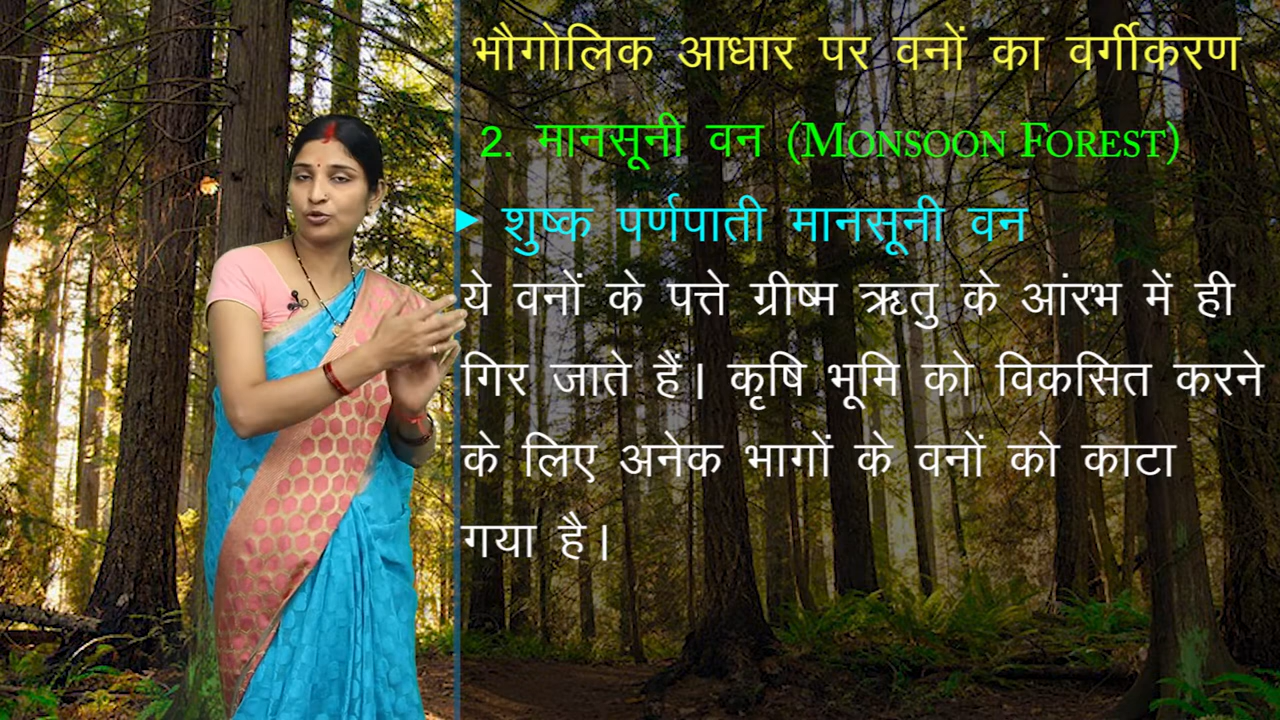 भौगोलिक आधार पर वनों का वर्गीकरण
2. मानसूनी वन (MONSOON FOREST)
शुष्क पर्णपाती मानसूनी वन
ये वनों के पत्ते ग्रीष्म ऋतु के आंरभ में ही
गिर जाते हैं। कृषि भूमि को विकसित करने
के लिए अनेक भागों के वनों को काटा
गया है।